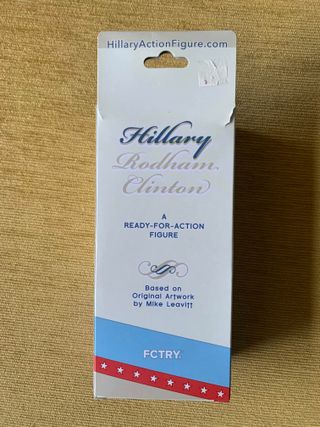 HillaryActionFigure.com
Hillary
Rodham
Clinton
A
READY-FOR-ACTION
FIGURE
Based on
Original Artwork
by Mike Leavitt
FCTRY